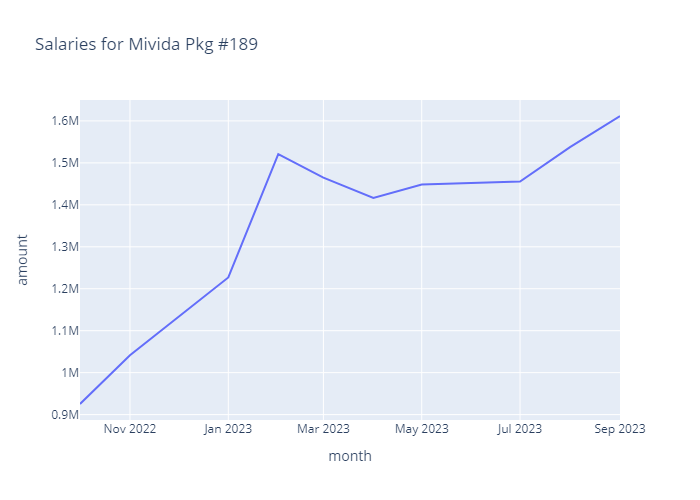 Salaries for Mivida Pkg #189
1.6M
1.5M
1.4M
1.3M
1.2M
1.1M
1M
0.9M
amount
Nov 2022 Jan 2023 Mar 2023 May 2023 Jul 2023 Sep 2023
month